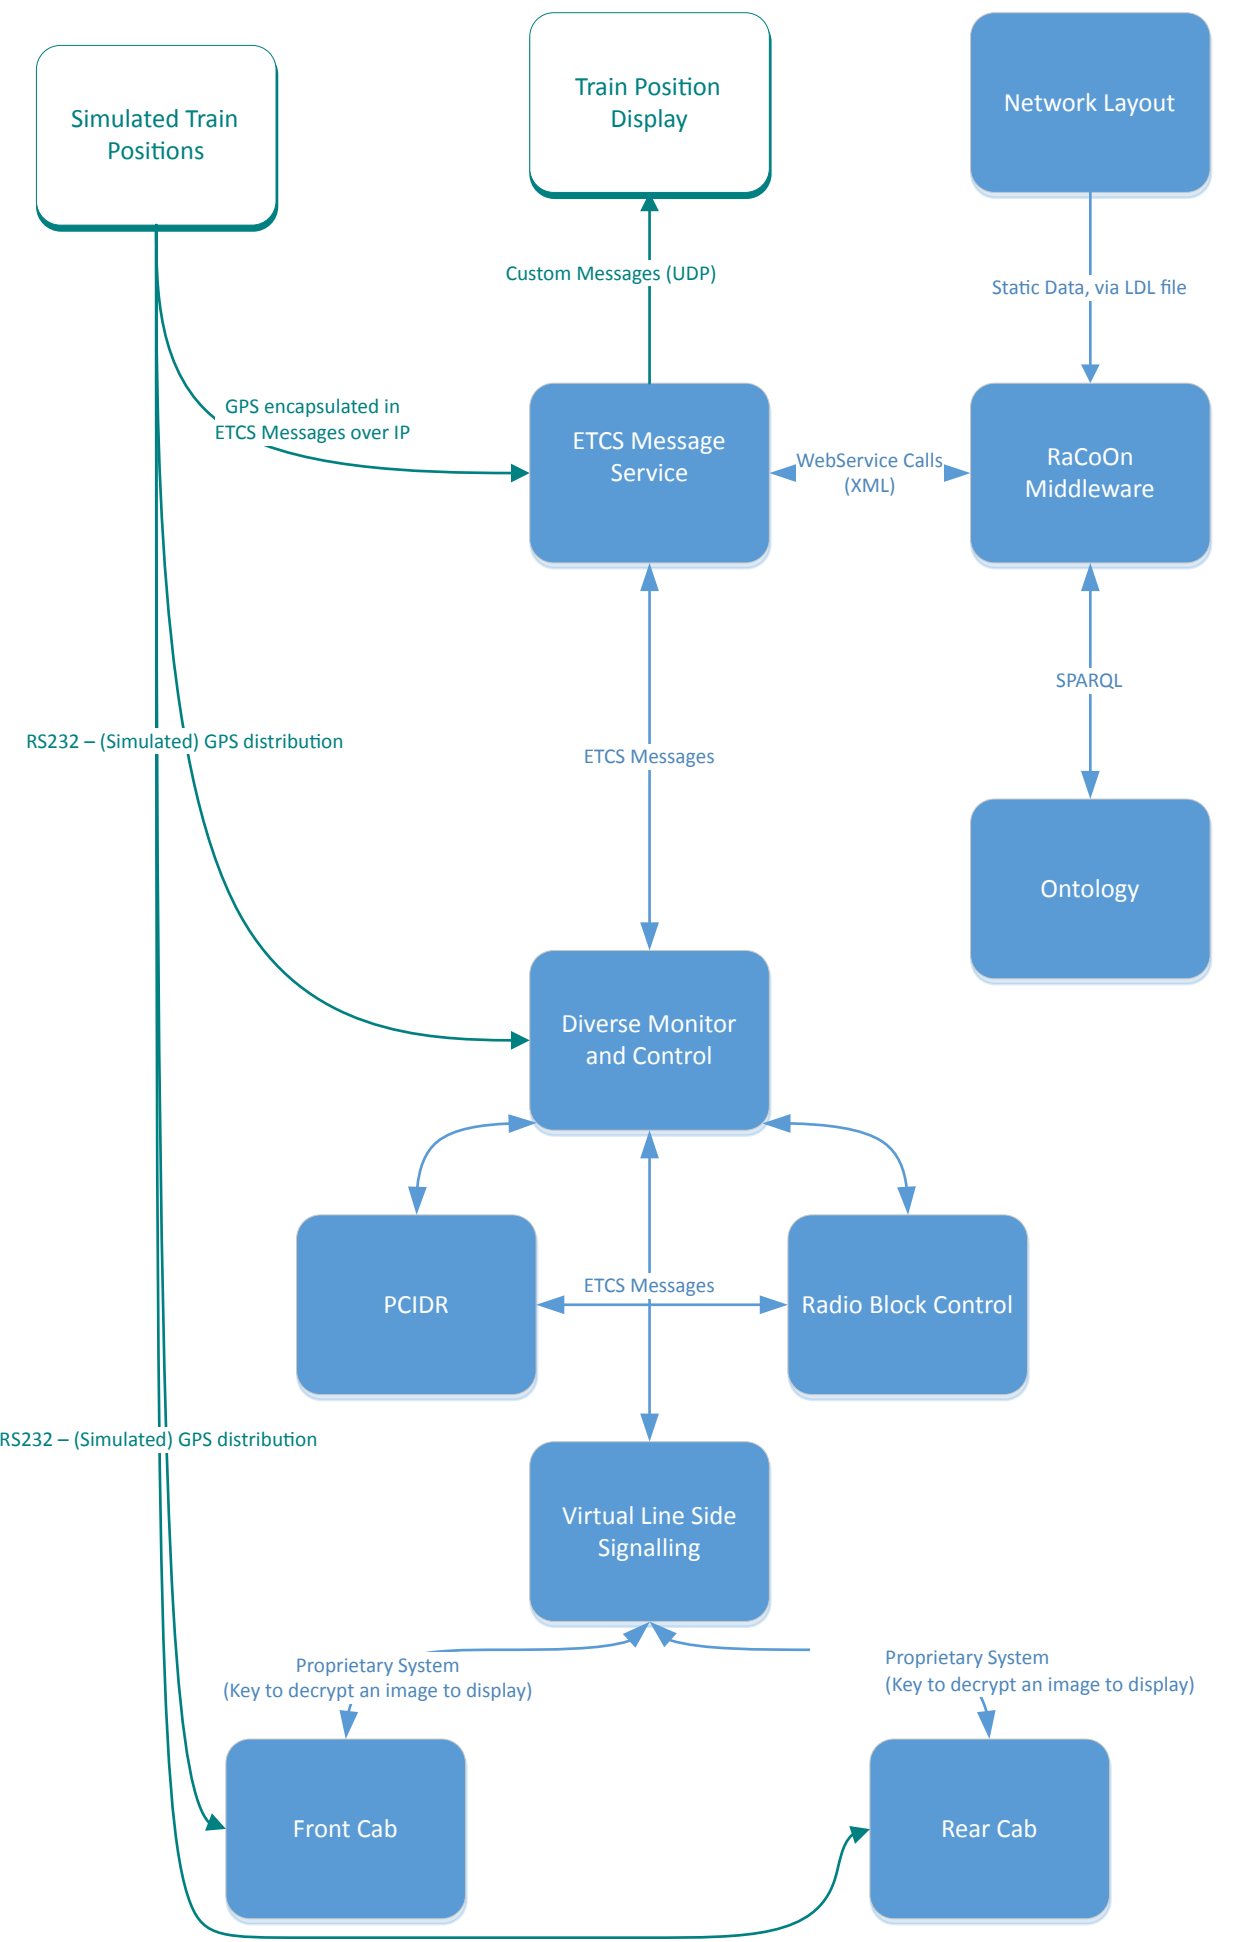 Simulated Train
Positions
Train Position
Display
Network Layout
Custom Messages (UDP)
Static Data, via LDL file
GPS encapsulated in
ETCS Messages over IP
ETCS Message
Service
WebService Calls
(XML)
RaCoOn
Middleware
SPARQL
RS232 – (Simulated) GPS distribution
ETCS Messages
Ontology
Diverse Monitor
and Control
PCIDR
ETCS Messages
Radio Block Control
RS232 – (Simulated) GPS distribution
Virtual Line Side
Signalling
Proprietary System
(Key to decrypt an image to display)
Proprietary System
(Key to decrypt an image to display)
Front Cab
Rear Cab